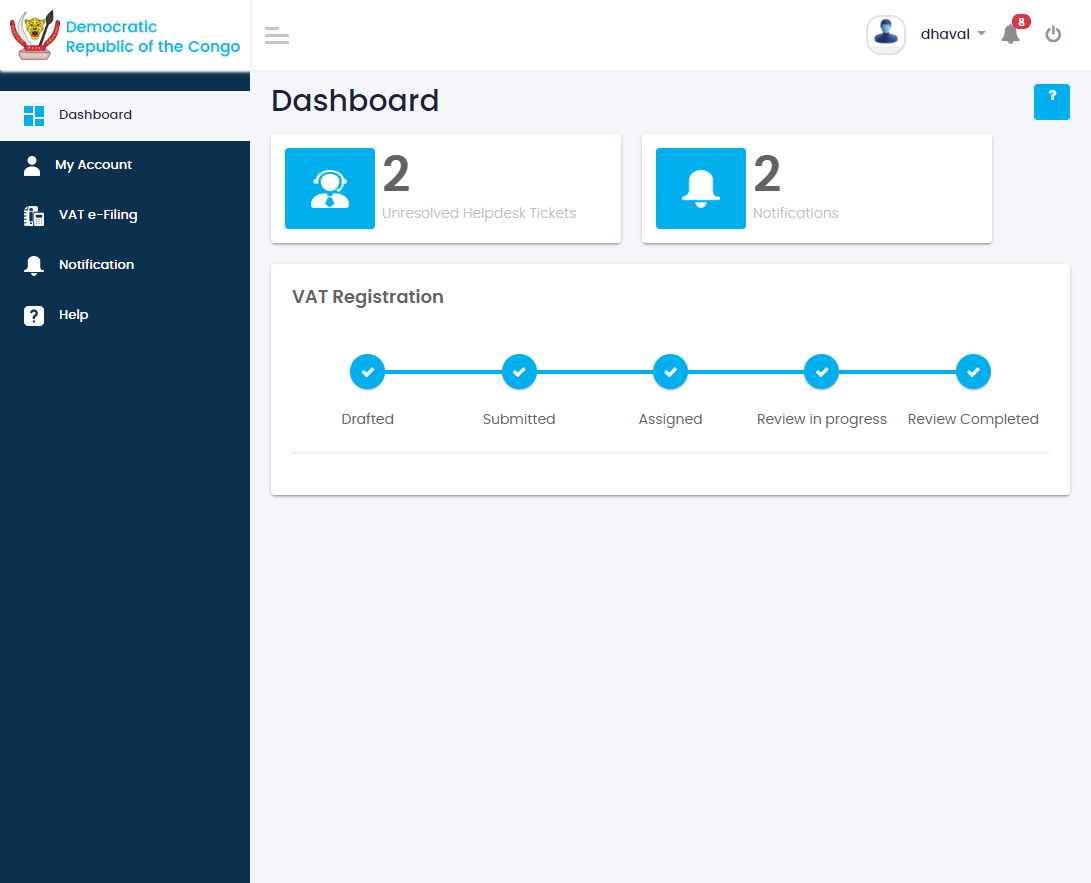 Democratic
Republic of the Congo
dhaval
8
Dashboard
My Account
VAT e-Filing
Notification
Help
Dashboard
?
2
Unresolved Helpdesk Tickets
2
Notifications
VAT Registration
Drafted
Submitted
Assigned
Review in progress
Review Completed